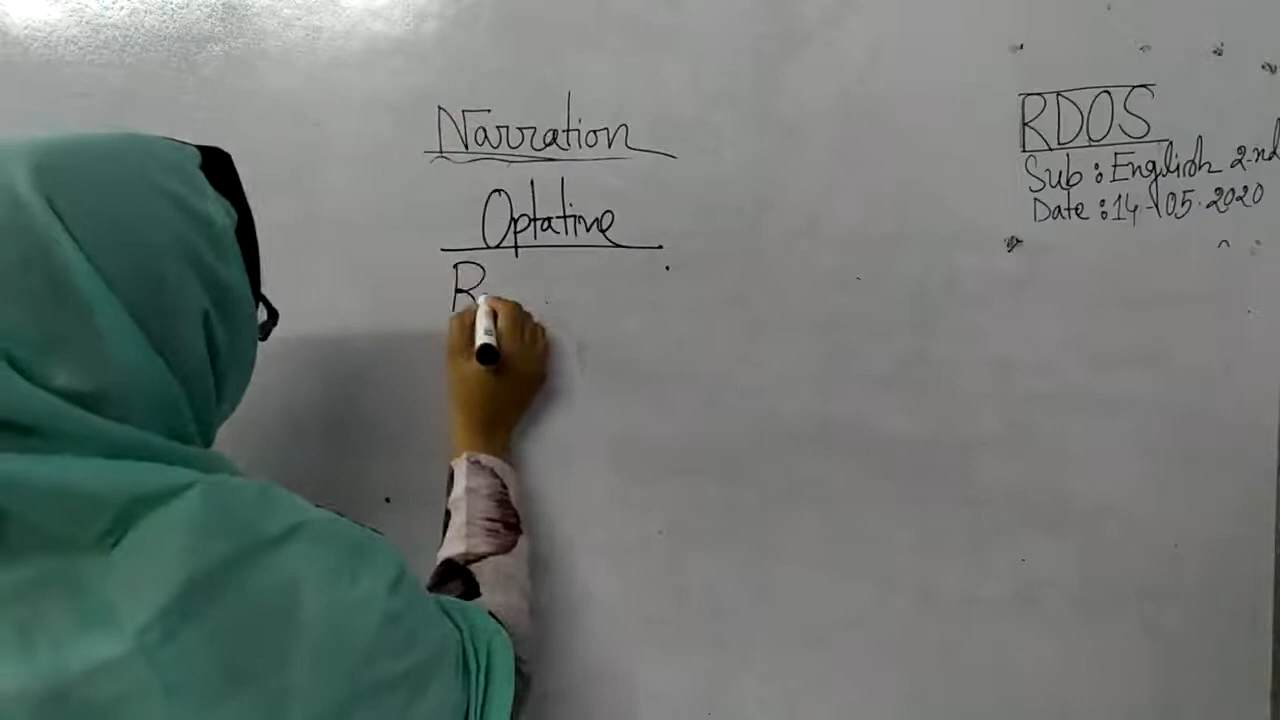 Narration
Optative
R
RDOS
Sub : English 2nd
Date : 14-05-2020